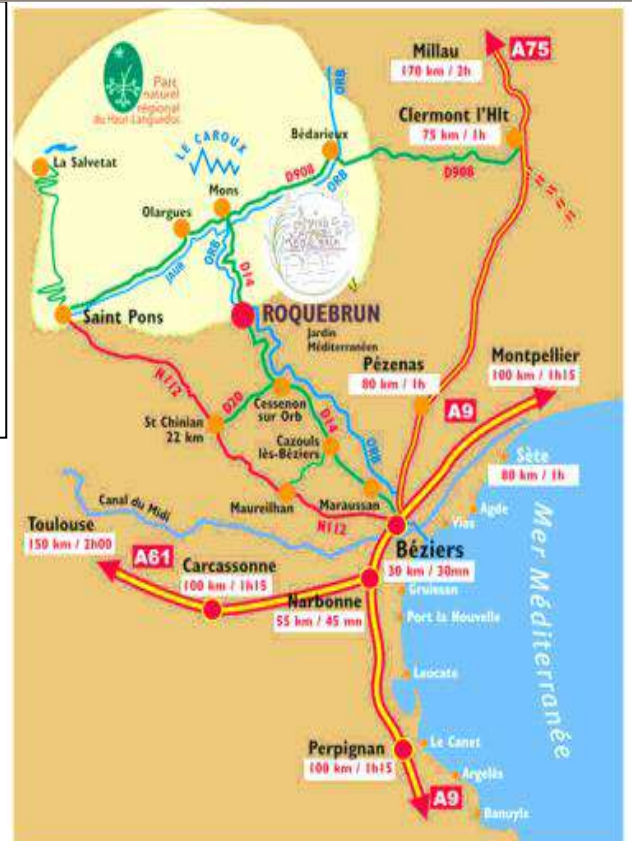 Millau
170 km / 2h
A75
ORB
Parc
naturel
régional
du Haut-Languedoc
Clermont l'Hlt
75 km / 1h
LE CAROUX
Bédarieux
La Salvetat
D908
ORB
D908
Mons
Olargues
ORB
JAUR
D14
Saint Pons
ROQUEBRUN
Jardin
Méditerranéen
Pézenas
80 km / 1h
Montpellier
100 km / 1h15
N112
A9
D20
Cessenon
sur Orb
D14
St Chinian
22 km
Cazouls
lès-Béziers
ORB
Sète
80 km / 1h
Maureilhan
Maraussan
Canal du Midi
Agde
Vias
N112
Toulouse
150 km / 2h00
A61
Carcassonne
100 km / 1h15
Béziers
30 km / 30mn
Narbonne
55 km / 45 mn
Gruissan
Port la Nouvelle
Mer Méditerranée
Laucate
Perpignan
100 km / 1h15
Le Canet
Argelès
A9
Banuyls